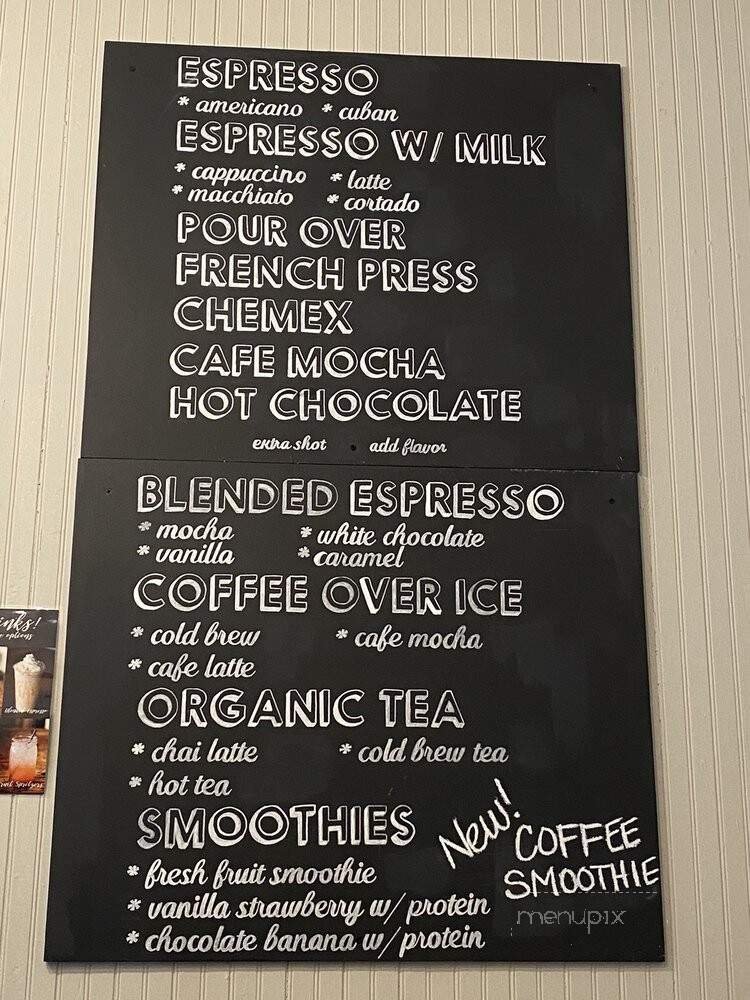 ESPRESSO
* americano * cuban
ESPRESSO W/ MILK
* cappuccino * latte
* macchiato * cortado
POUR OVER
FRENCH PRESS
CHEMEX
CAFE MOCHA
HOT CHOCOLATE
extra shot • add flavor
BLENDED ESPRESSO
* mocha * white chocolate
* vanilla * caramel
COFFEE OVER ICE
* cold brew * cafe mocha
* cafe latte
ORGANIC TEA
* chai latte * cold brew tea
* hot tea
SMOOTHIES
* fresh fruit smoothie
* vanilla strawberry w/ protein
* chocolate banana w/ protein
New! COFFEE
SMOOTHIE
menupix
inks!
options